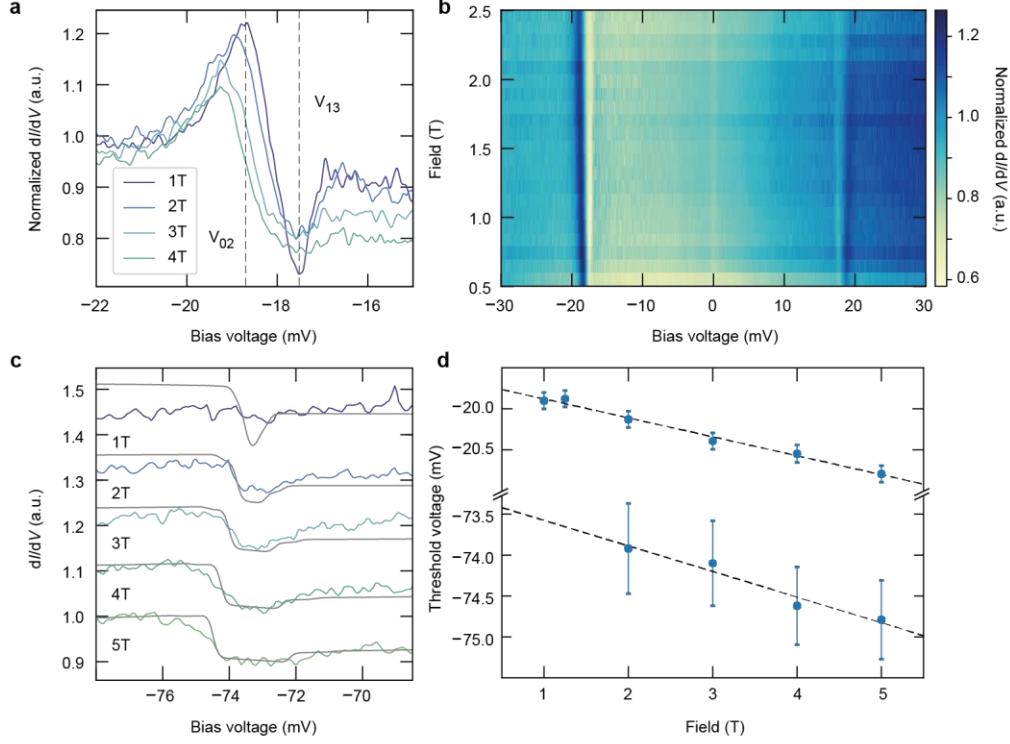 a
1.2
1.1
1.0
0.9
0.8
Normalized dI/dV (a.u.)
V13
V02
1T
2T
3T
4T
−22
−20
−18
−16
Bias voltage (mV)
b
2.5
2.0
1.5
1.0
0.5
Field (T)
−30
−20
−10
0
10
20
30
Bias voltage (mV)
1.2
1.0
0.8
0.6
Normalized dI/dV (a.u.)
c
1.5
1.4
1.3
1.2
1.1
1.0
0.9
dI/dV (a.u.)
1T
2T
3T
4T
5T
−76
−74
−72
−70
Bias voltage (mV)
d
−20.0
−20.5
−73.5
−74.0
−74.5
−75.0
Threshold voltage (mV)
1
2
3
4
5
Field (T)